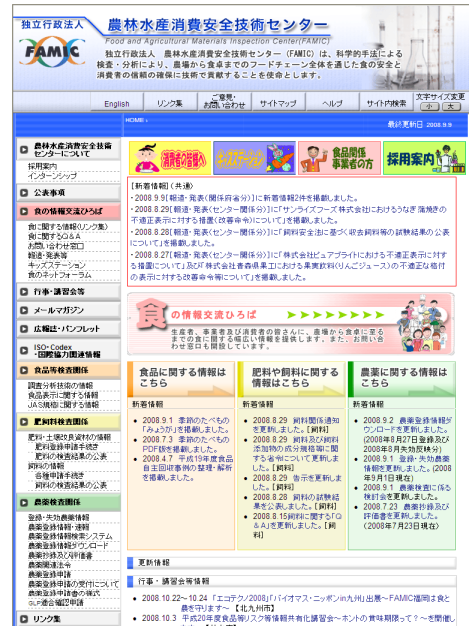 独立行政法人 農林水産消費安全技術センター
Food and Agricultural Materials Inspection Center(FAMIC)
FAMIC
独立行政法人 農林水産消費安全技術センター (FAMIC) は、科学的手法による
検査・分析により、農場から食卓までのフードチェーン全体を通じた食の安全と
消費者の信頼の確保に技術で貢献することを使命とします。
English
リンク集
ご意見・
お問い合わせ
サイトマップ
ヘルプ
サイト内検索
文字サイズ変更
小 大
HOME >
最終更新日 2008.9.9
農林水産消費安全技術
センターについて
採用案内
インターンシップ
公表事項
食の情報交流ひろば
食に関する情報(リンク集)
食に関するQ&A
お問い合わせ窓口
報道・発表等
キッズステーション
食のネットフォーラム
行事・講習会等
メールマガジン
広報誌・パンフレット
ISO・Codex
・国際協力関連情報
食品等検査関係
調査分析技術の情報
食品表示に関する情報
JAS規格に関する情報
肥飼料検査関係
肥料・土壌改良資材の情報
肥料登録申請手続き
肥料の検査結果の公表
飼料の情報
各種申請手続き
飼料の検査結果の公表
農薬検査関係
登録・失効農薬情報
農薬登録情報・速報
農薬登録情報検索システム
農薬登録情報ダウンロード
農薬抄録及び評価書
農薬関連法令
農薬登録申請
農薬登録申請の受付について
農薬登録申請書の様式
GLP適合確認申請
リンク集
消費者の皆様へ
キッズステーション
食品関係
事業者の方
採用案内
【新着情報】(共通)
・2008.9.9[報道・発表(関係府省分)]に新着情報2件を掲載しました。
・2008.8.29[報道・発表(センター関係分)]に「サンライズフーズ株式会社におけるうなぎ蒲焼きの
不適正表示に対する措置(改善命令)について」を掲載しました。
・2008.8.28[報道・発表(センター関係分)]に「飼料安全法に基づく収去飼料等の試験結果の公表
について」を掲載しました。
・2008.8.27[報道・発表(センター関係分)]に「株式会社ピュアブライトにおける不適正表示に対す
る措置について」及び「株式会社香森県果工における果実飲料(りんごジュース)の不適正な格付
の表示に対する改善命令等について」を掲載しました。
食の情報交流ひろば
生産者、事業者及び消費者の皆さんに、農場から食卓に至る
までの食に関する幅広い情報を提供します。また、お問い合
わせ窓口も開設しています。
食品に関する情報は
こちら
新着情報
2008.9.1 季節のたべもの
「みょうが」を掲載しました。
2008.7.3 季節のたべもの
PDF版を掲載しました。
2008.4.7 平成19年度食品
自主回収事例の整理・解析
を掲載しました。
肥料や飼料に関する
情報はこちら
新着情報
2008.8.29 飼料関係通知
を更新しました。【飼料】
2008.8.29 飼料及び飼料
添加物の成分規格等に関
する省令について更新しま
した。【飼料】
2008.8.29 告示を更新しま
した。【飼料】
2008.8.28 飼料の試験結
果を公表しました。【飼料】
2008.8.15飼料に関する「Q
&A」を更新しました。【飼
料】
農薬に関する情報は
こちら
新着情報
2008.9.2 農薬登録情報ダ
ウンロードを更新しました。
(2008年8月27日登録及び
2008年8月失効反映分)
2008.9.1 登録・失効農薬
情報を更新しました。(2008
年9月1日現在)
2008.9.1 農薬検査に係る
検討会を更新しました。
2008.7.23 農薬抄録及び
評価書を更新しました。
(2008年7月23日現在)
更新情報
行事・講習会等情報
2008.10.22～10.24 「エコテクノ2008」「バイオマス・ニッポンin九州」出展～FAMIC福岡は食と
農を守ります～ 【北九州市】
2008.10.3 平成20年度食品等リスク等情報共有化講習会～ホントの賞味期限って？～を開催し